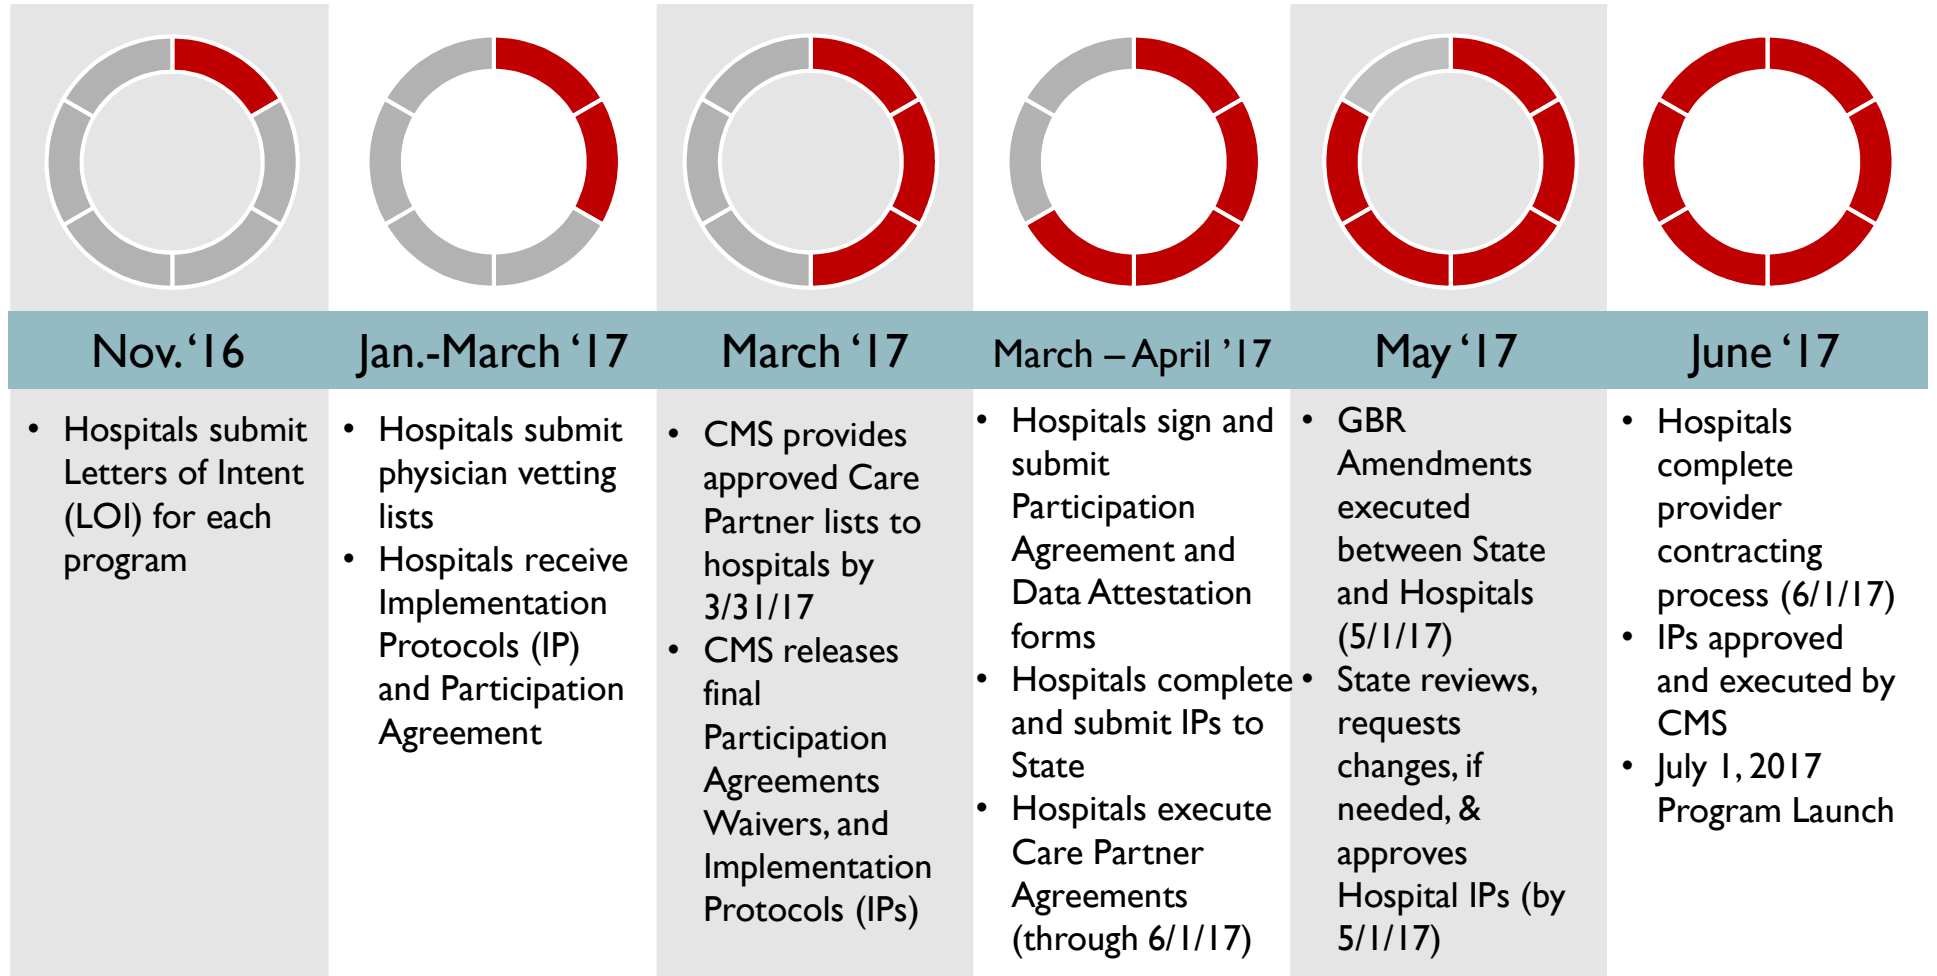 Nov. ‘16
Jan.-March ‘17
March ‘17
March – April ’17
May ‘17
June ‘17
• Hospitals submit
Letters of Intent
(LOI) for each
program
• Hospitals submit
physician vetting
lists
• Hospitals receive
Implementation
Protocols (IP)
and Participation
Agreement
• CMS provides
approved Care
Partner lists to
hospitals by
3/31/17
• CMS releases
final
Participation
Agreements
Waivers, and
Implementation
Protocols (IPs)
• Hospitals sign and
submit
Participation
Agreement and
Data Attestation
forms
• Hospitals complete
and submit IPs to
State
• Hospitals execute
Care Partner
Agreements
(through 6/1/17)
• GBR
Amendments
executed
between State
and Hospitals
(5/1/17)
• State reviews,
requests
changes, if
needed, &
approves
Hospital IPs (by
5/1/17)
• Hospitals
complete
provider
contracting
process (6/1/17)
• IPs approved
and executed by
CMS
• July 1, 2017
Program Launch